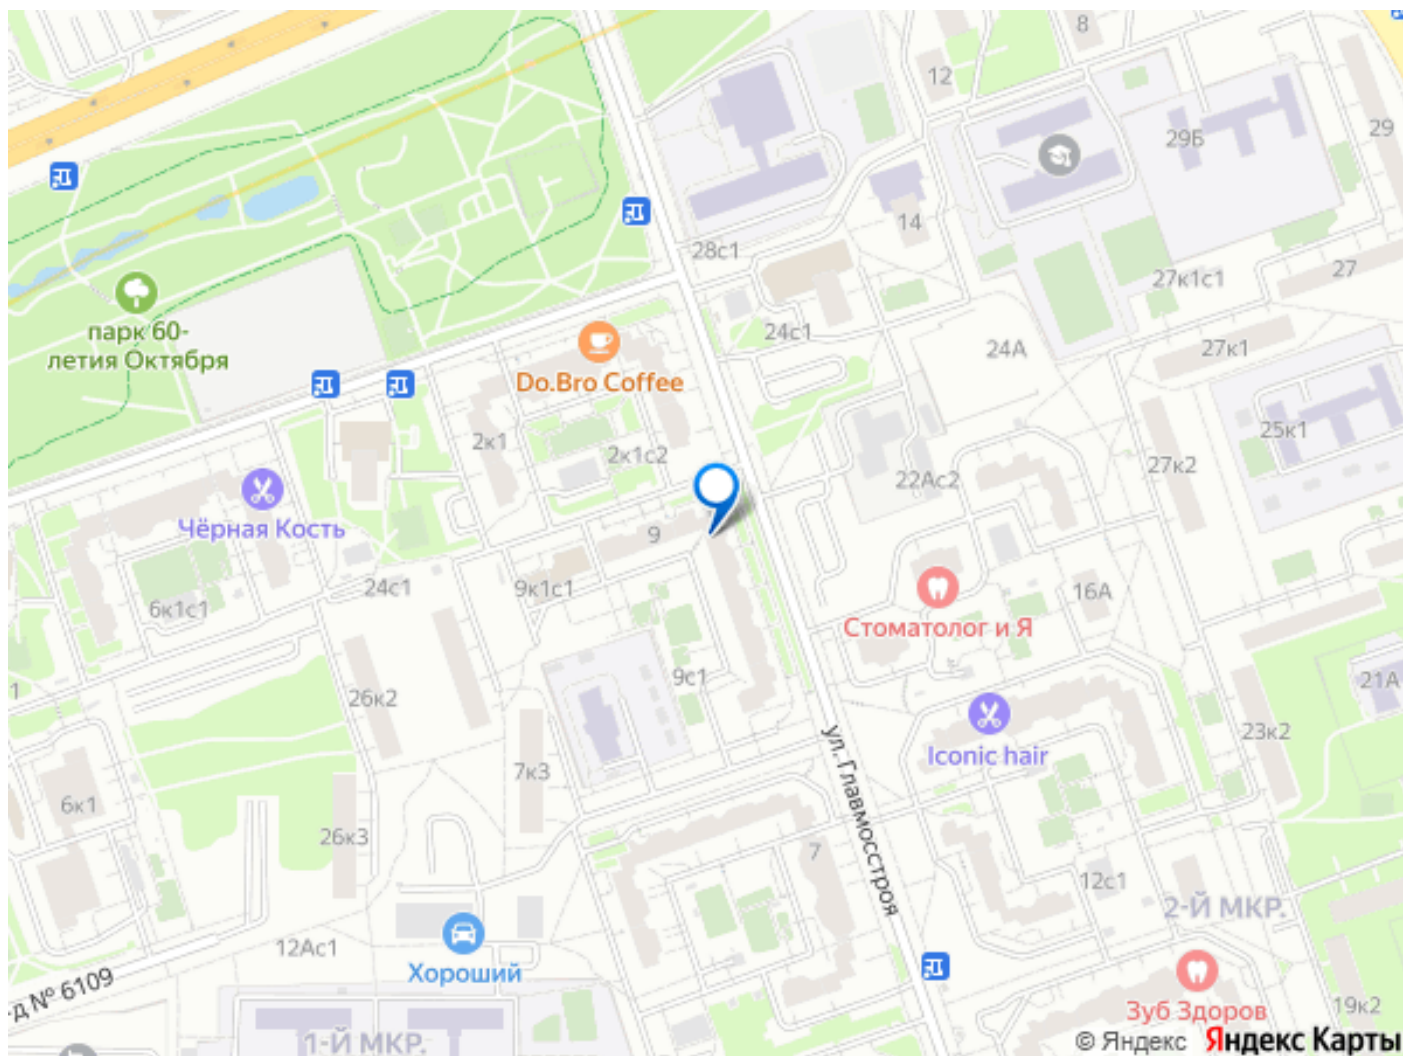 8
12
29Б
29
14
28с1
27к1с1
27
парк 60-
летия Октября
24с1
24А
27к1
Do.Bro Coffee
2к1
2к1с2
25к1
27к2
22Ас2
Чёрная Кость
9
24с1
9к1с1
6к1с1
16А
Стоматолог и Я
9с1
1
26к2
21А
ул. Главмосстроя
23к2
Iconic hair
7к3
6к1
26к3
7
12с1
2-Й МКР.
12Ас1
Хороший
-д № 6109
Зуб Здоров
19к2
1-Й МКР.
© Яндекс Яндекс Карты